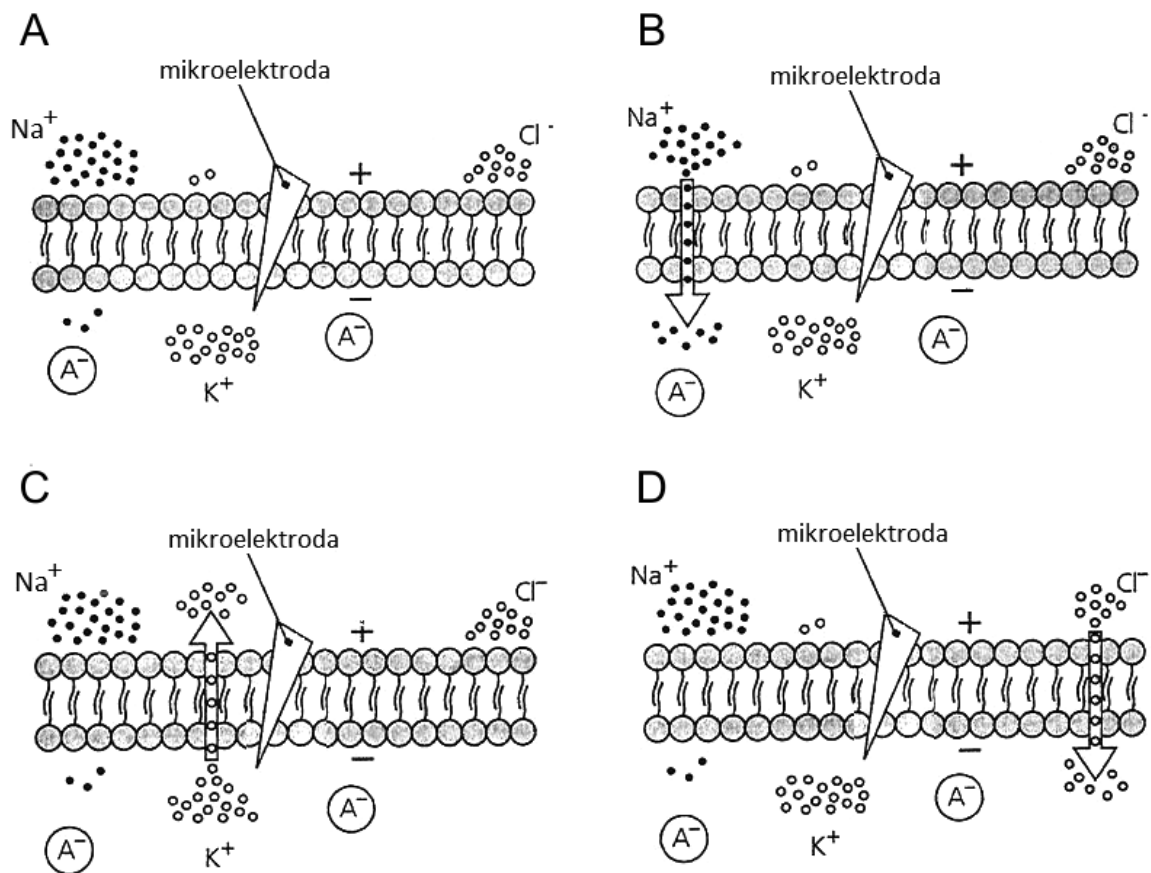 A
mikroelektroda
Na⁺
Cl⁻
+
−
A⁻
K⁺
A⁻
B
mikroelektroda
Na⁺
Cl⁻
+
−
A⁻
K⁺
A⁻
C
mikroelektroda
Na⁺
Cl⁻
+
−
A⁻
K⁺
A⁻
D
mikroelektroda
Na⁺
Cl⁻
+
−
A⁻
K⁺
A⁻